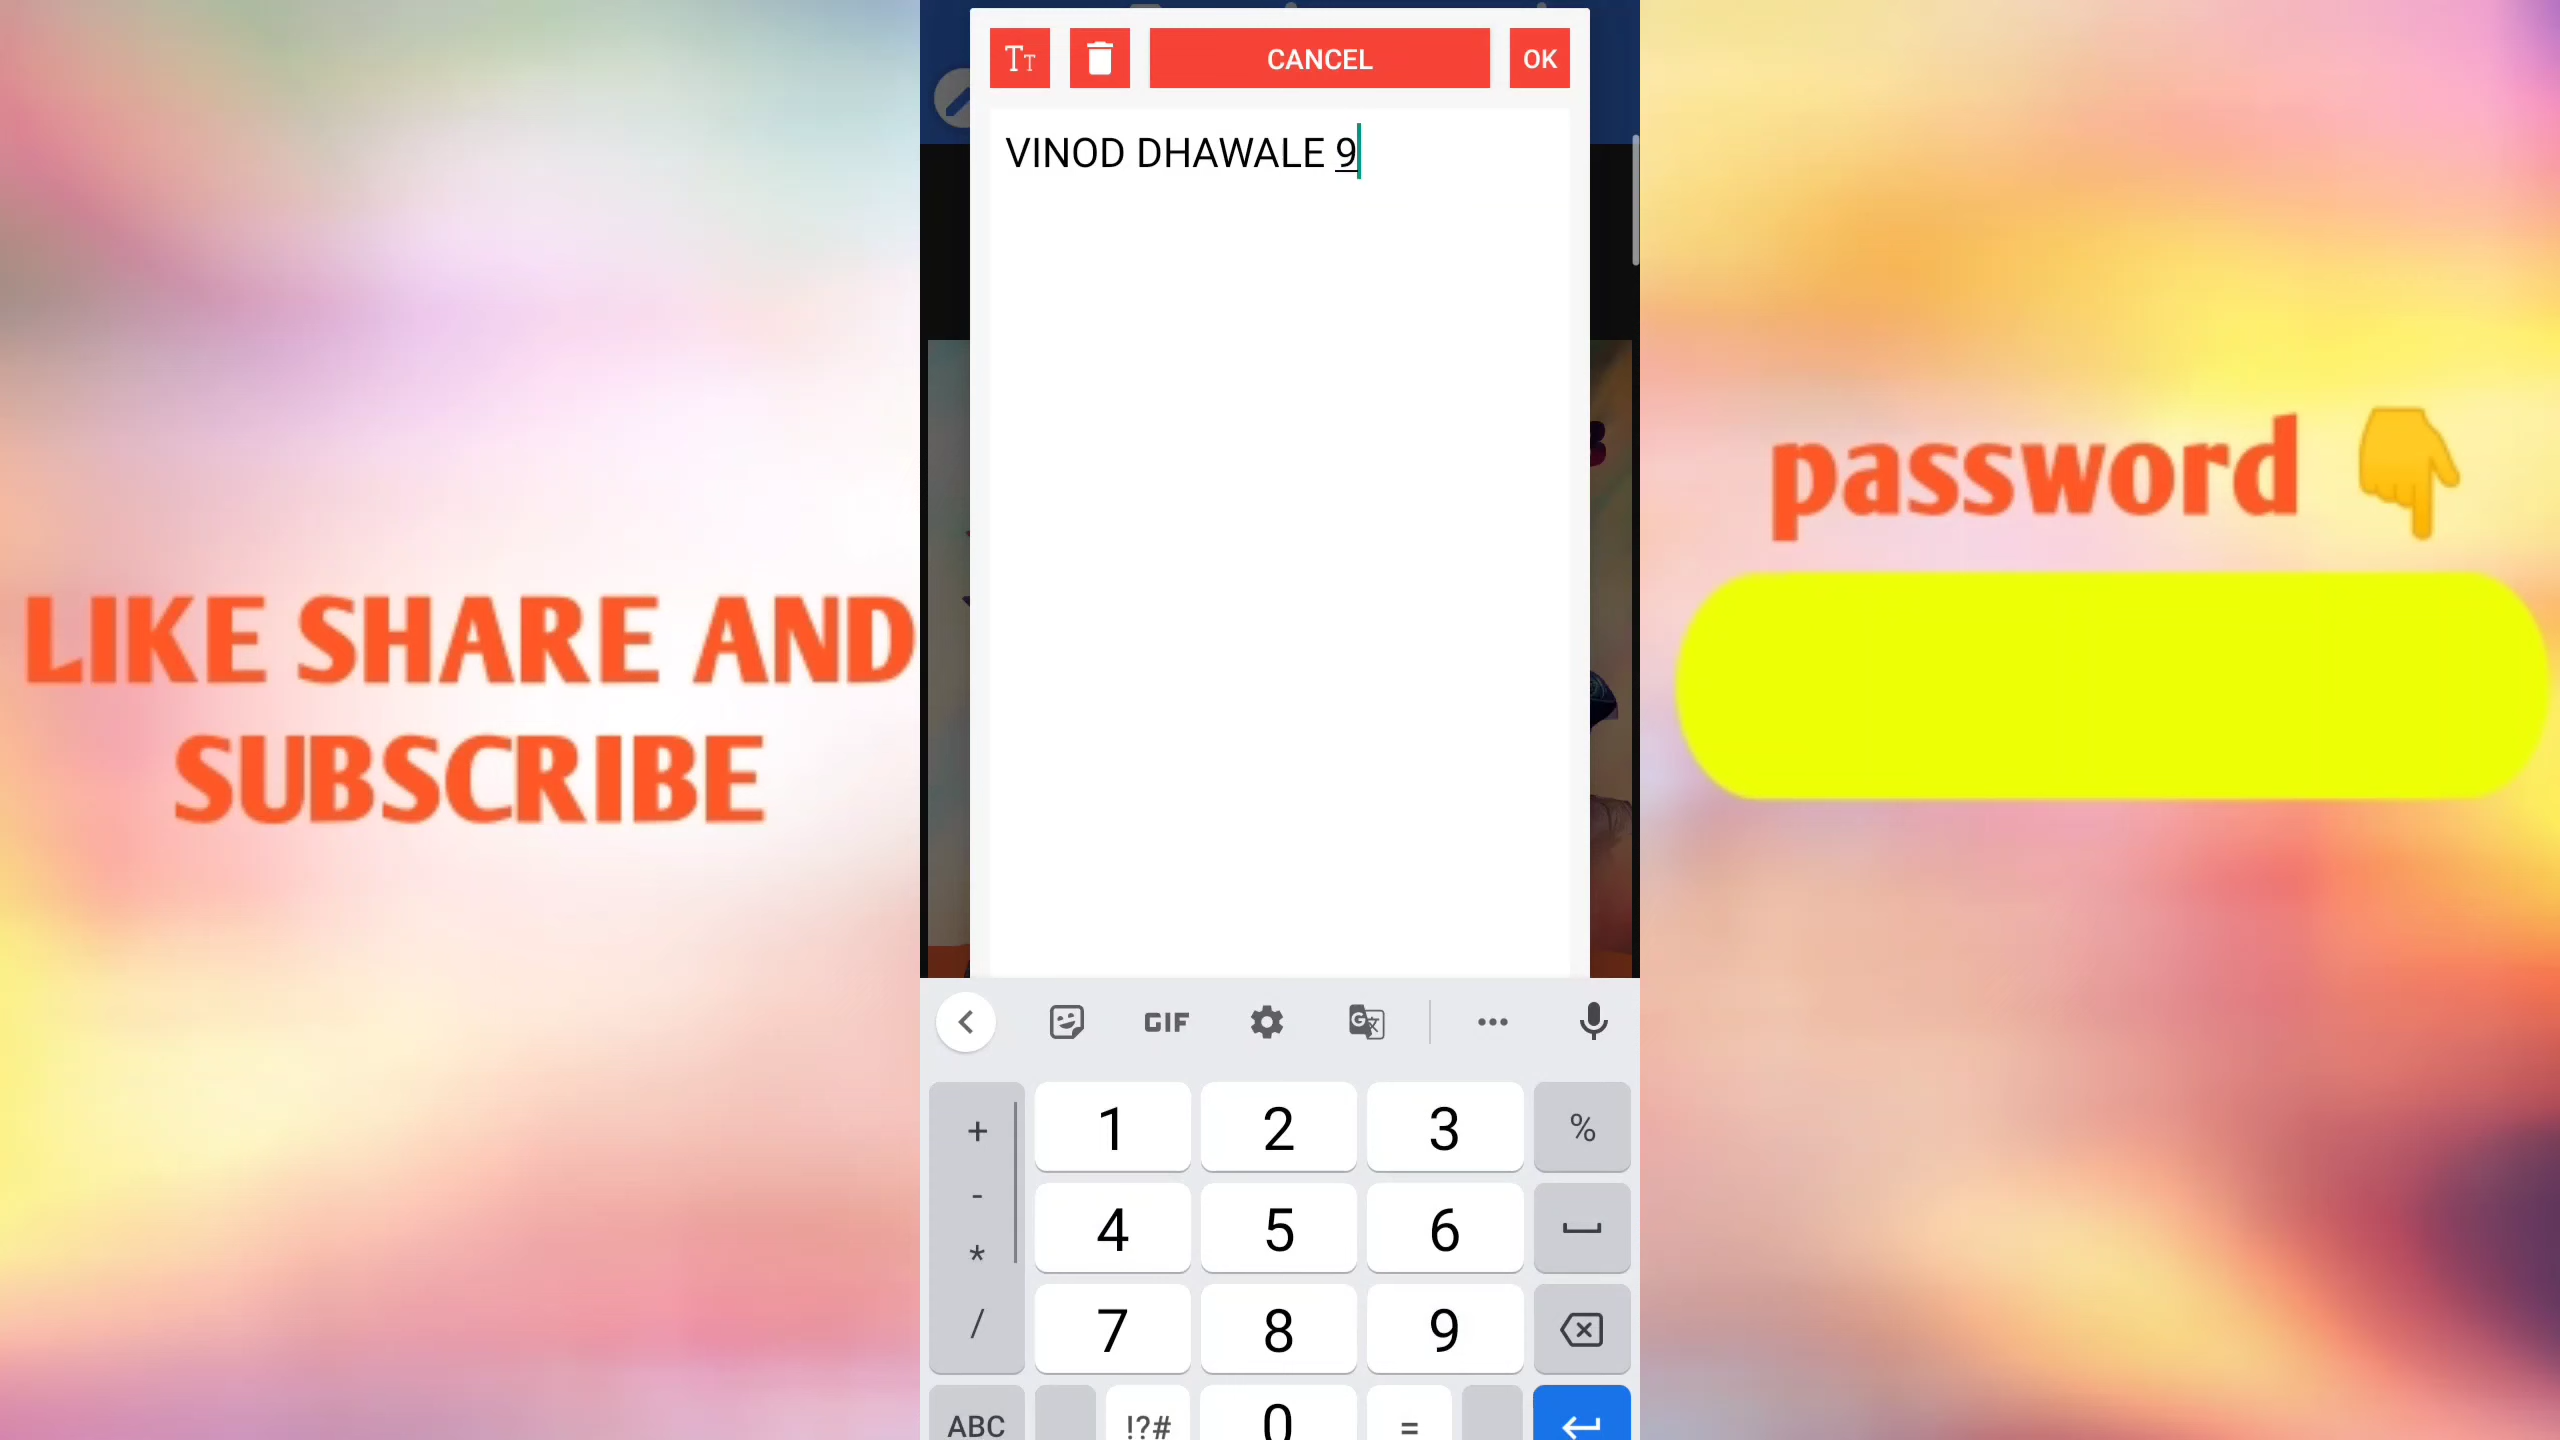 LIKE SHARE AND
SUBSCRIBE
Tт CANCEL OK
VINOD DHAWALE 9
GIF
+ 1 2 3 %
- 4 5 6
*
/ 7 8 9
ABC !?# 0 =
password 👇